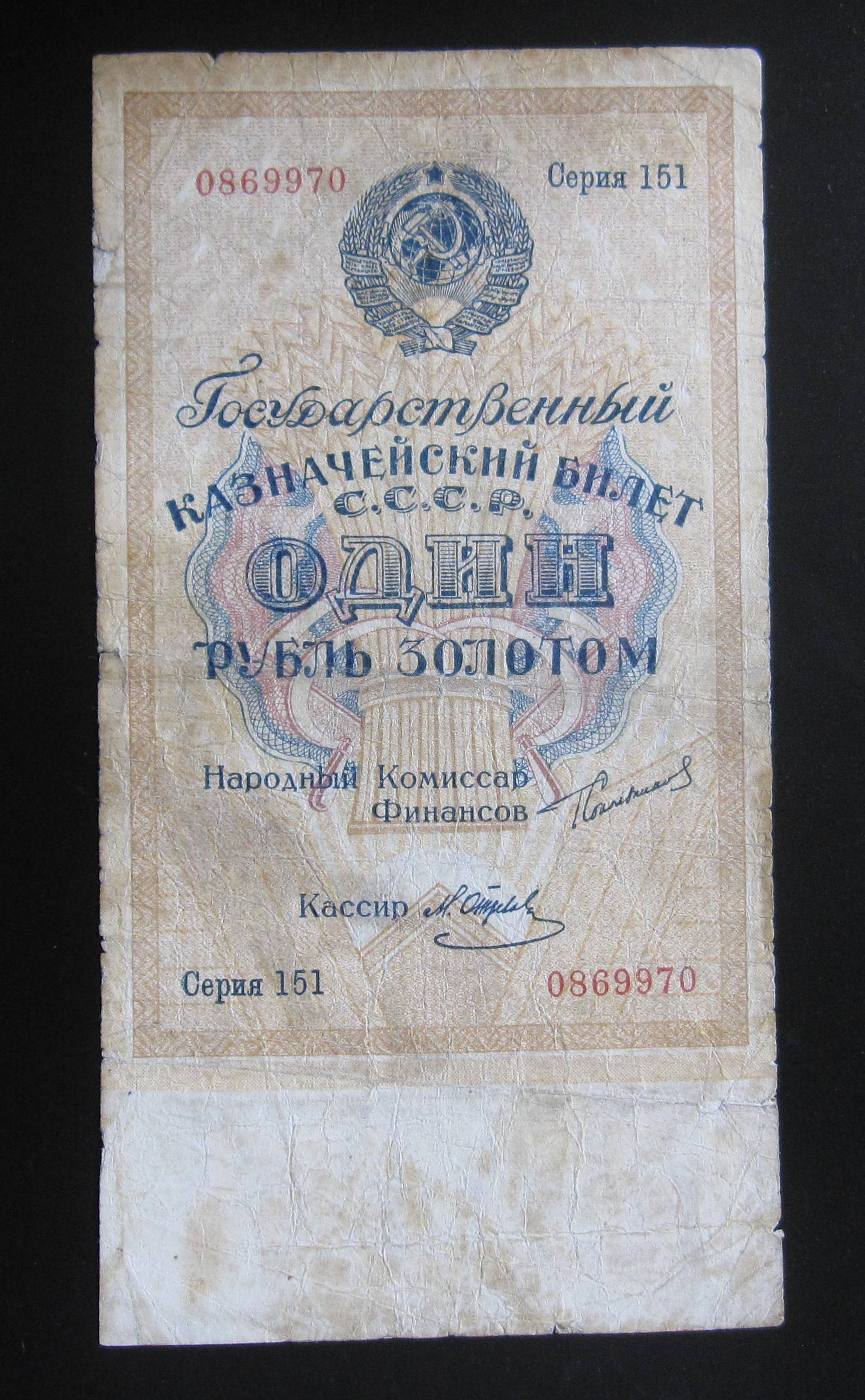 0869970 Серия 151
Государственный
КАЗНАЧЕЙСКИЙ БИЛЕТ
С.С.С.Р.
ОДИН
РУБЛЬ ЗОЛОТОМ
Народный Комиссар
Финансов
Кассир
Серия 151 0869970